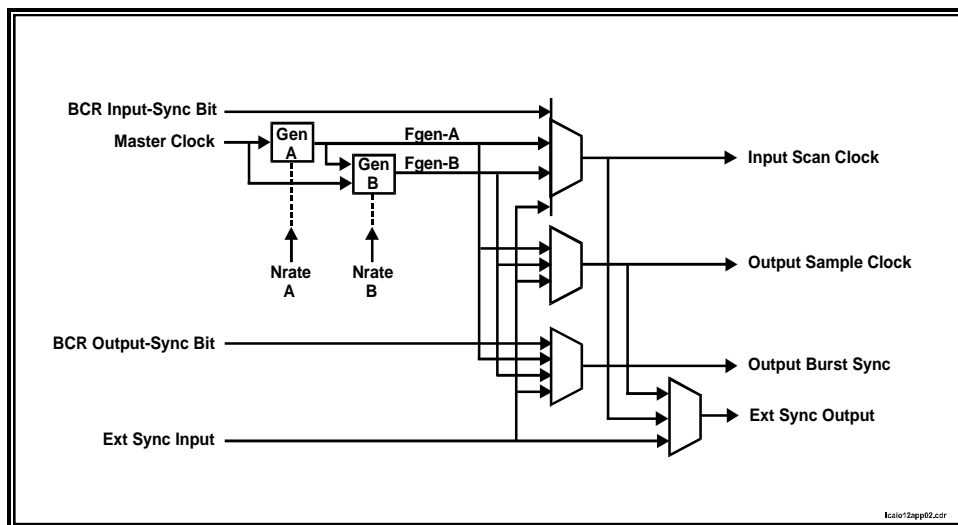 BCR Input-Sync Bit
Master Clock
Gen
A
Fgen-A
Gen
B
Fgen-B
Input Scan Clock
Nrate
A
Nrate
B
Output Sample Clock
BCR Output-Sync Bit
Output Burst Sync
Ext Sync Output
Ext Sync Input
lcaio12app02.cdr